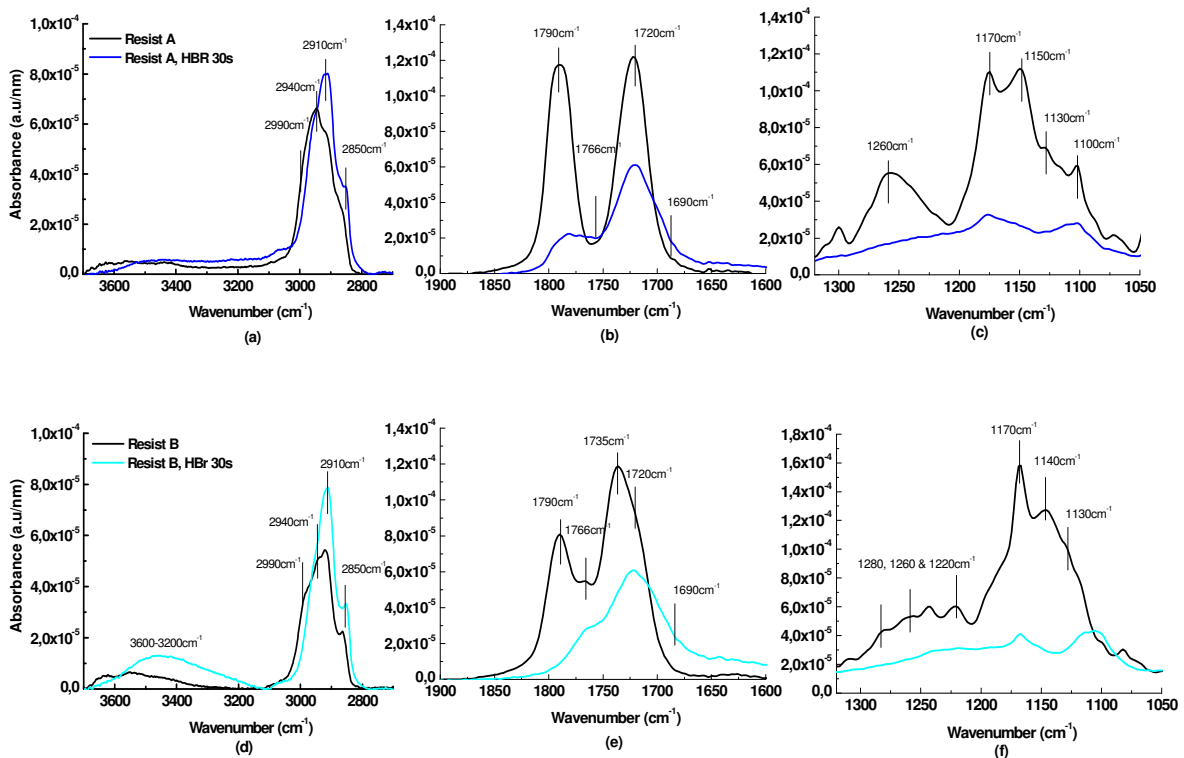 1,0x10⁻⁴
8,0x10⁻⁵
6,0x10⁻⁵
4,0x10⁻⁵
2,0x10⁻⁵
0,0
Absorbance (a.u/nm)
Resist A
Resist A, HBR 30s
2910cm⁻¹
2940cm⁻¹
2990cm⁻¹
2850cm⁻¹
3600 3400 3200 3000 2800
Wavenumber (cm⁻¹)
(a)
1,4x10⁻⁴
1,2x10⁻⁴
1,0x10⁻⁴
8,0x10⁻⁵
6,0x10⁻⁵
4,0x10⁻⁵
2,0x10⁻⁵
0,0
1790cm⁻¹
1720cm⁻¹
1766cm⁻¹
1690cm⁻¹
1900 1850 1800 1750 1700 1650 1600
Wavenumber (cm⁻¹)
(b)
1,4x10⁻⁴
1,2x10⁻⁴
1,0x10⁻⁴
8,0x10⁻⁵
6,0x10⁻⁵
4,0x10⁻⁵
2,0x10⁻⁵
0,0
1170cm⁻¹
1150cm⁻¹
1130cm⁻¹
1260cm⁻¹
1100cm⁻¹
1300 1250 1200 1150 1100 1050
Wavenumber (cm⁻¹)
(c)
1,0x10⁻⁴
8,0x10⁻⁵
6,0x10⁻⁵
4,0x10⁻⁵
2,0x10⁻⁵
0,0
Absorbance (a.u/nm)
Resist B
Resist B, HBr 30s
2910cm⁻¹
2940cm⁻¹
2990cm⁻¹
2850cm⁻¹
3600-3200cm⁻¹
3600 3400 3200 3000 2800
Wavenumber (cm⁻¹)
(d)
1,4x10⁻⁴
1,2x10⁻⁴
1,0x10⁻⁴
8,0x10⁻⁵
6,0x10⁻⁵
4,0x10⁻⁵
2,0x10⁻⁵
0,0
1735cm⁻¹
1720cm⁻¹
1790cm⁻¹
1766cm⁻¹
1690cm⁻¹
1900 1850 1800 1750 1700 1650 1600
Wavenumber (cm⁻¹)
(e)
1,8x10⁻⁴
1,6x10⁻⁴
1,4x10⁻⁴
1,2x10⁻⁴
1,0x10⁻⁴
8,0x10⁻⁵
6,0x10⁻⁵
4,0x10⁻⁵
2,0x10⁻⁵
0,0
1170cm⁻¹
1140cm⁻¹
1130cm⁻¹
1280, 1260 & 1220cm⁻¹
1300 1250 1200 1150 1100 1050
Wavenumber (cm⁻¹)
(f)